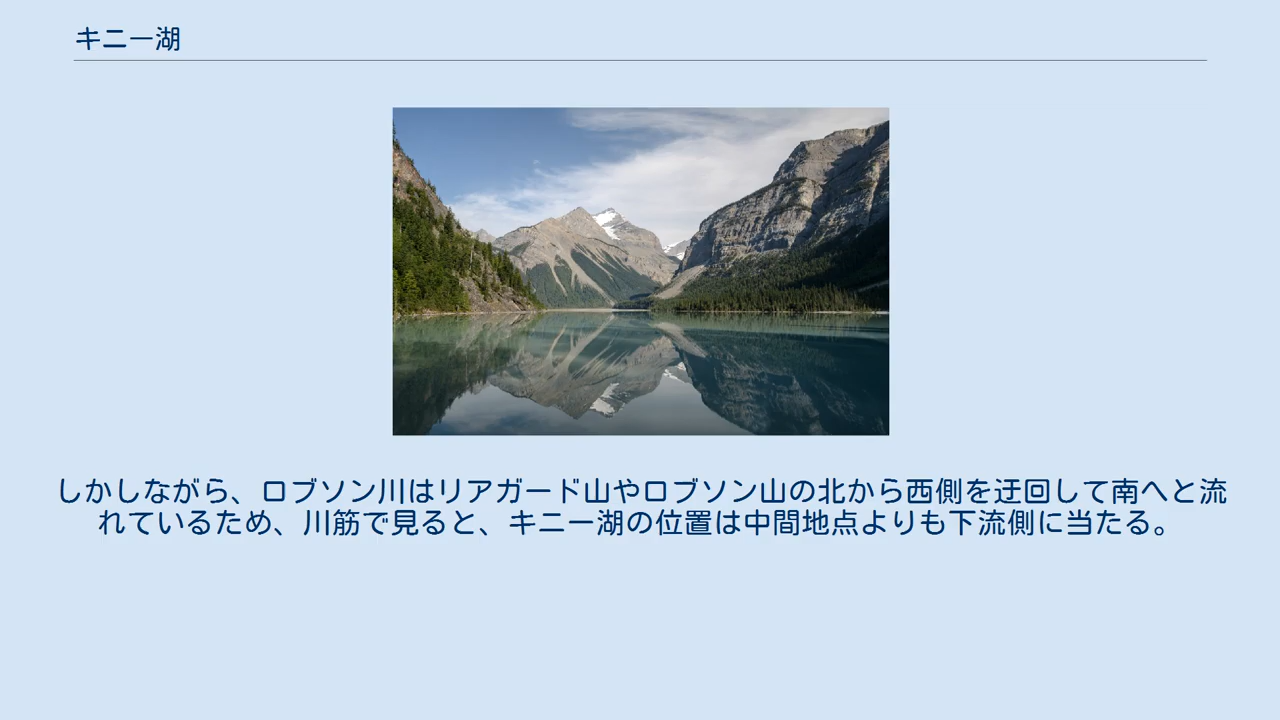 キニー湖
しかしながら、ロブソン川はリアガード山やロブソン山の北から西側を迂回して南へと流
れているため、川筋で見ると、キニー湖の位置は中間地点よりも下流側に当たる。